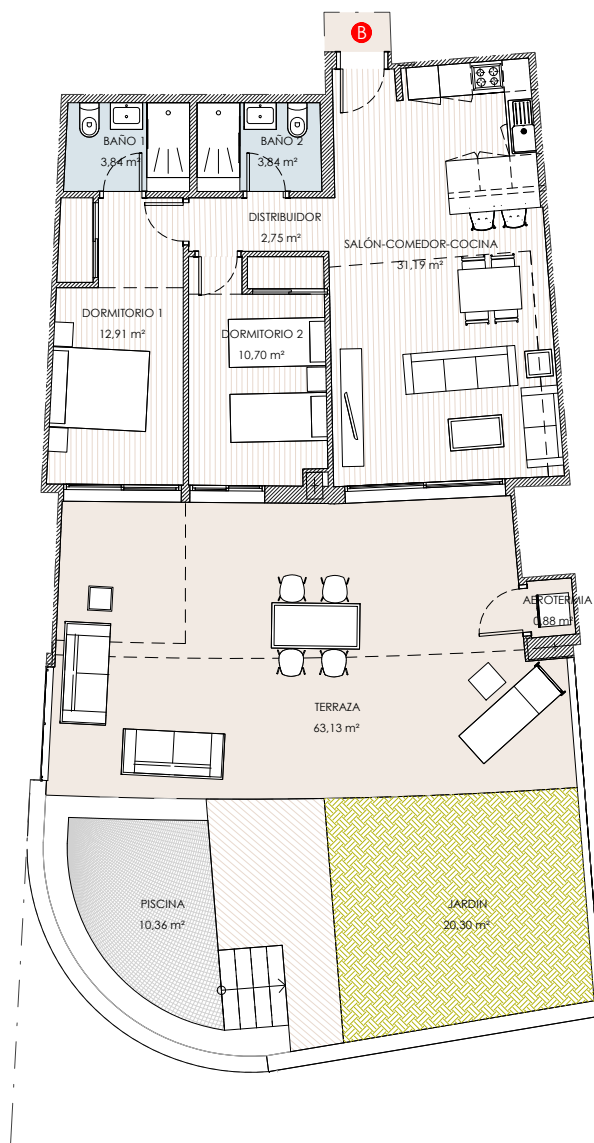 B
BAÑO 1
3,84 m²
BAÑO 2
3,84 m²
DISTRIBUIDOR
2,75 m²
SALÓN-COMEDOR-COCINA
31,19 m²
DORMITORIO 1
12,91 m²
DORMITORIO 2
10,70 m²
AEROTERMIA
0,88 m²
TERRAZA
63,13 m²
PISCINA
10,36 m²
JARDIN
20,30 m²